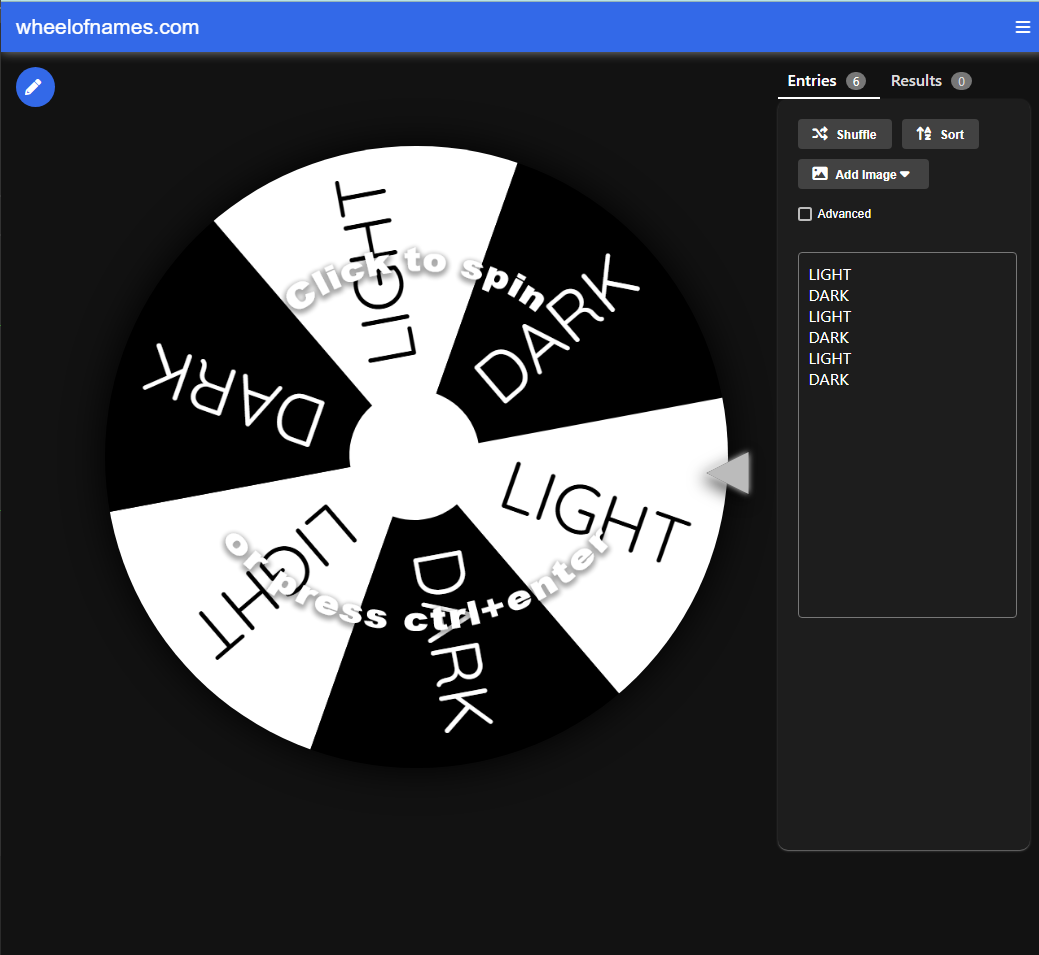 wheelofnames.com
Entries 6 Results 0
Shuffle Sort
Add Image
Advanced
LIGHT
DARK
LIGHT
DARK
LIGHT
DARK
Click to spin
or press ctrl+enter
LIGHT
DARK
LIGHT
DARK
LIGHT
DARK